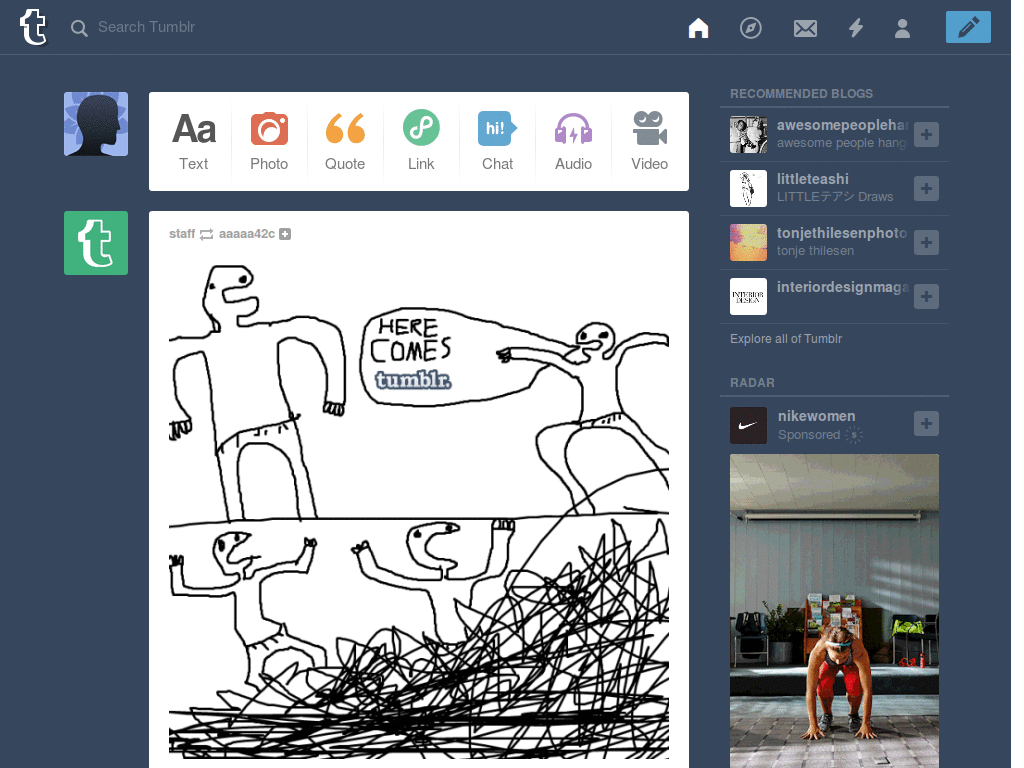 Search Tumblr
Aa
hi!
Text
Photo
Quote
Link
Chat
Audio
Video
staff aaaaa42c
HERE
COMES
tumblr.
RECOMMENDED BLOGS
awesomepeopleha
awesome people hang
littleteashi
LITTLEテアシ Draws
tonjethilesenphoto
tonje thilesen
INTERIOR
DESIGN
interiordesignmaga
Explore all of Tumblr
RADAR
nikewomen
Sponsored